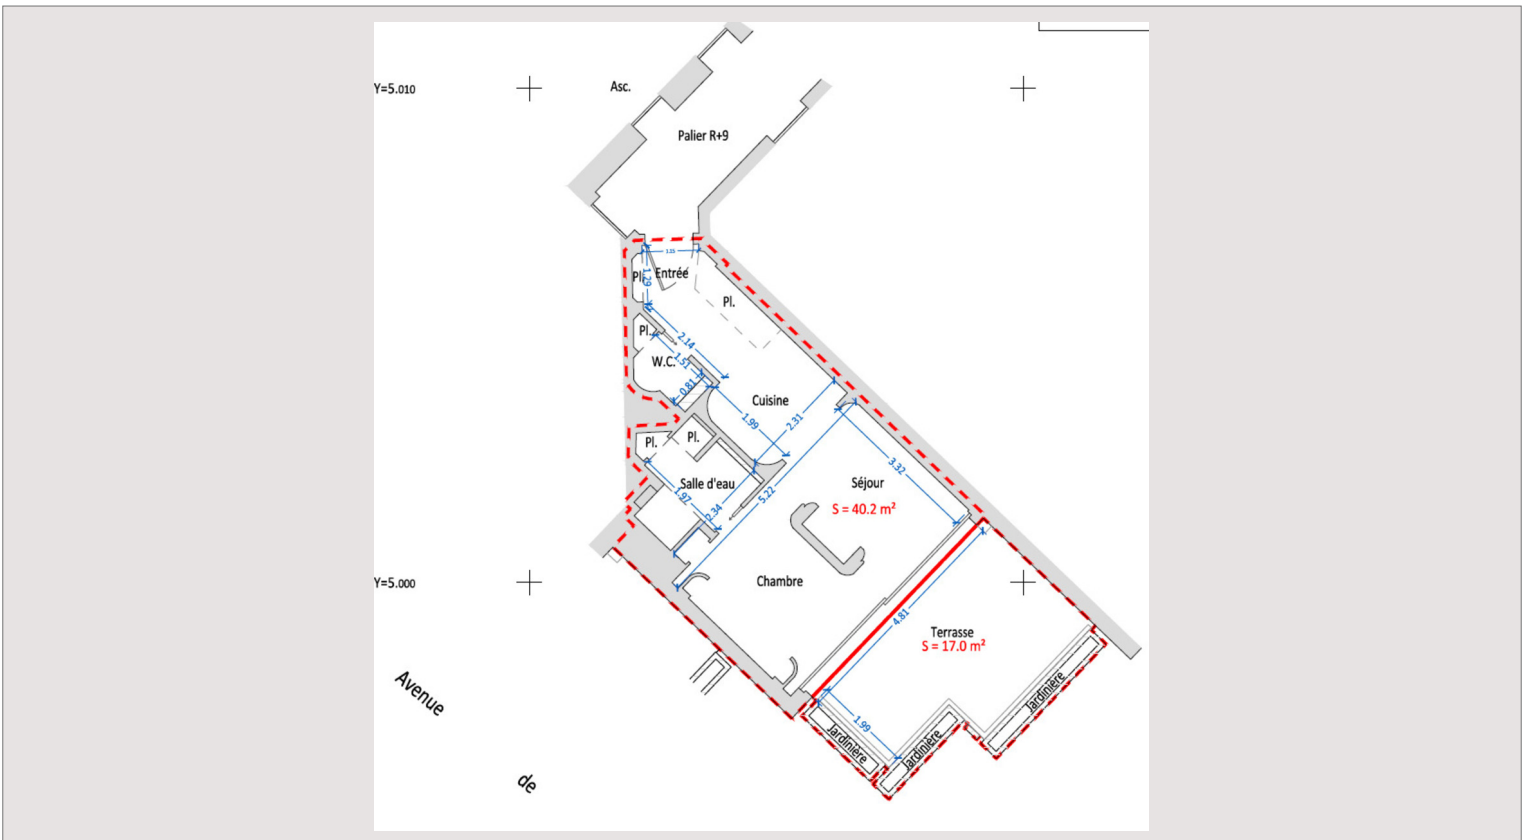 Y=5.010
Asc.
Palier R+9
1.25
Entrée
Pl.
1.29
Pl.
Pl.
2.14
W.C.
1.51
0.81
Cuisine
1.99
2.31
Pl.
Pl.
3.32
Salle d'eau
Séjour
1.97
5.22
2.34
S = 40.2 m²
Chambre
Y=5.000
4.81
Terrasse
S = 17.0 m²
Avenue
Jardinière
1.99
Jardinière
Jardinière
de